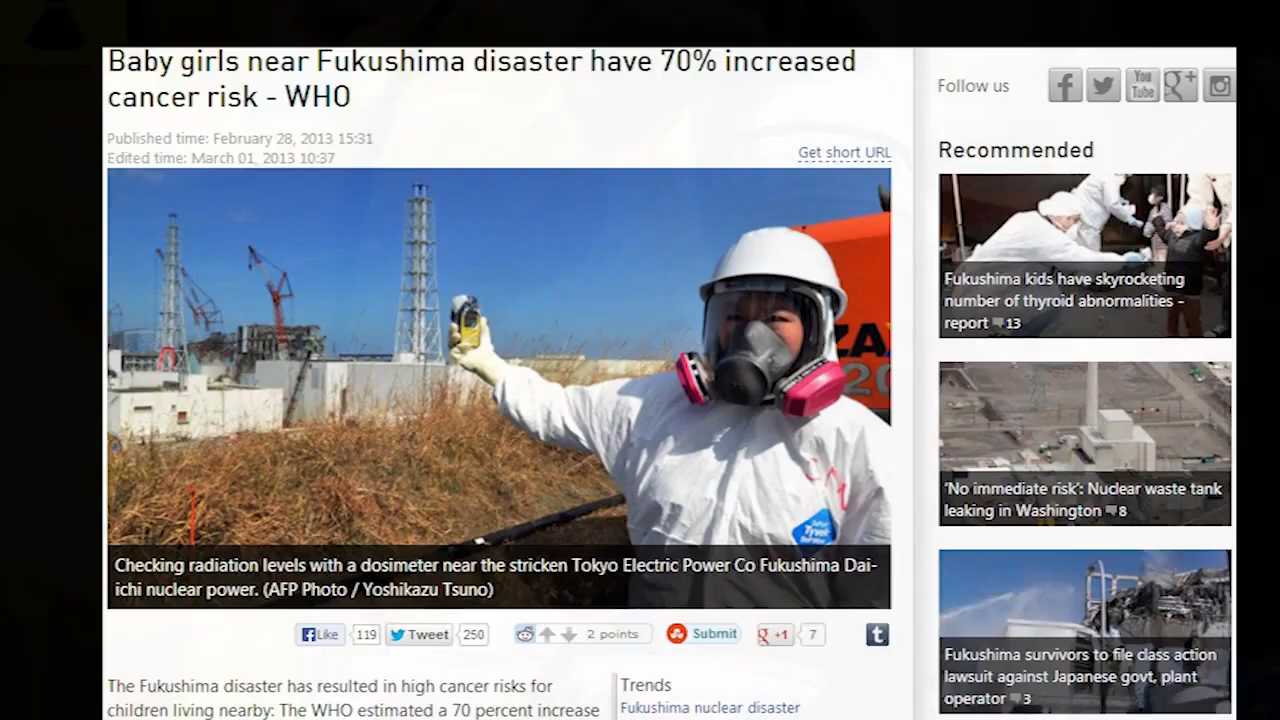 Baby girls near Fukushima disaster have 70% increased
cancer risk - WHO
Published time: February 28, 2013 15:31
Edited time: March 01, 2013 10:37
Get short URL
ZA
20
Tyvek
Checking radiation levels with a dosimeter near the stricken Tokyo Electric Power Co Fukushima Dai-
ichi nuclear power. (AFP Photo / Yoshikazu Tsuno)
Like 119 Tweet 250 2 points Submit +1 7
The Fukushima disaster has resulted in high cancer risks for
children living nearby: The WHO estimated a 70 percent increase
Trends
Fukushima nuclear disaster
Follow us
You
Tube
Recommended
Fukushima kids have skyrocketing
number of thyroid abnormalities -
report 13
'No immediate risk': Nuclear waste tank
leaking in Washington 8
Fukushima survivors to file class action
lawsuit against Japanese govt, plant
operator 3